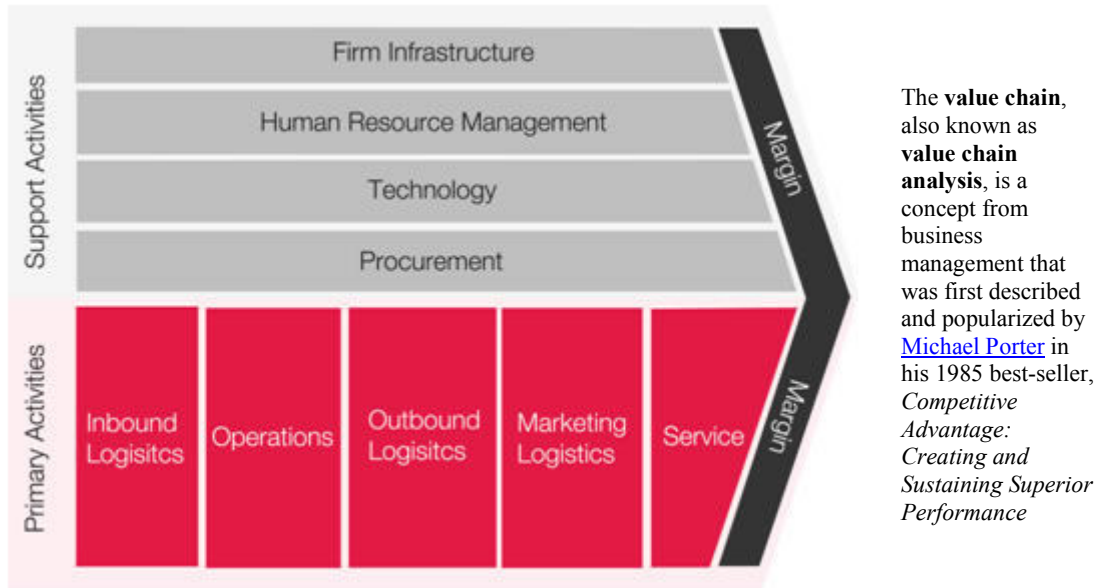 Support Activities
Firm Infrastructure
Human Resource Management
Technology
Procurement
Margin
Primary Activities
Inbound
Logisitcs
Operations
Outbound
Logisitcs
Marketing
Logistics
Service
Margin
The value chain,
also known as
value chain
analysis, is a
concept from
business
management that
was first described
and popularized by
Michael Porter in
his 1985 best-seller,
Competitive
Advantage:
Creating and
Sustaining Superior
Performance